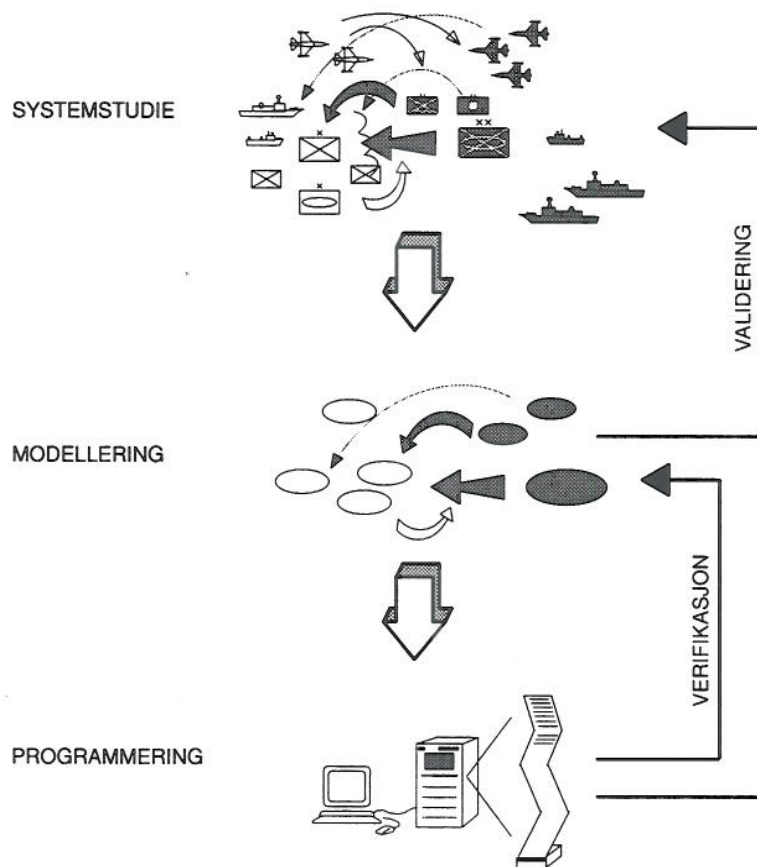 SYSTEMSTUDIE
VALIDERING
MODELLERING
VERIFIKASJON
PROGRAMMERING